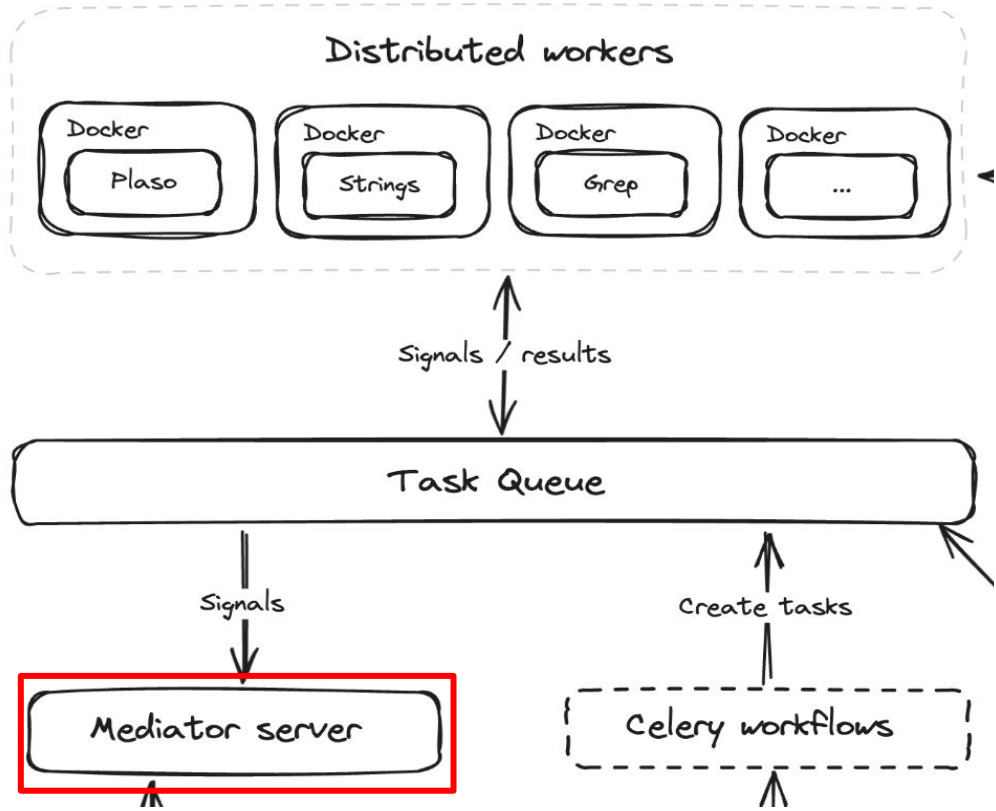 Distributed workers
Docker
Plaso
Docker
Strings
Docker
Grep
Docker
...
Signals / results
Task Queue
Signals
Create tasks
Mediator server
Celery workflows